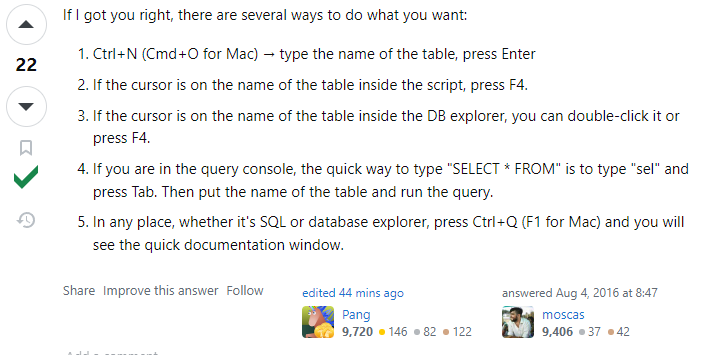 If I got you right, there are several ways to do what you want:
1. Ctrl+N (Cmd+O for Mac) → type the name of the table, press Enter
22
2. If the cursor is on the name of the table inside the script, press F4.
3. If the cursor is on the name of the table inside the DB explorer, you can double-click it or
press F4.
4. If you are in the query console, the quick way to type "SELECT * FROM" is to type "sel" and
press Tab. Then put the name of the table and run the query.
5. In any place, whether it's SQL or database explorer, press Ctrl+Q (F1 for Mac) and you will
see the quick documentation window.
Share Improve this answer Follow
edited 44 mins ago
Pang
9,720 ● 146 ● 82 ● 122
answered Aug 4, 2016 at 8:47
moscas
9,406 ● 37 ● 42
Add a comment